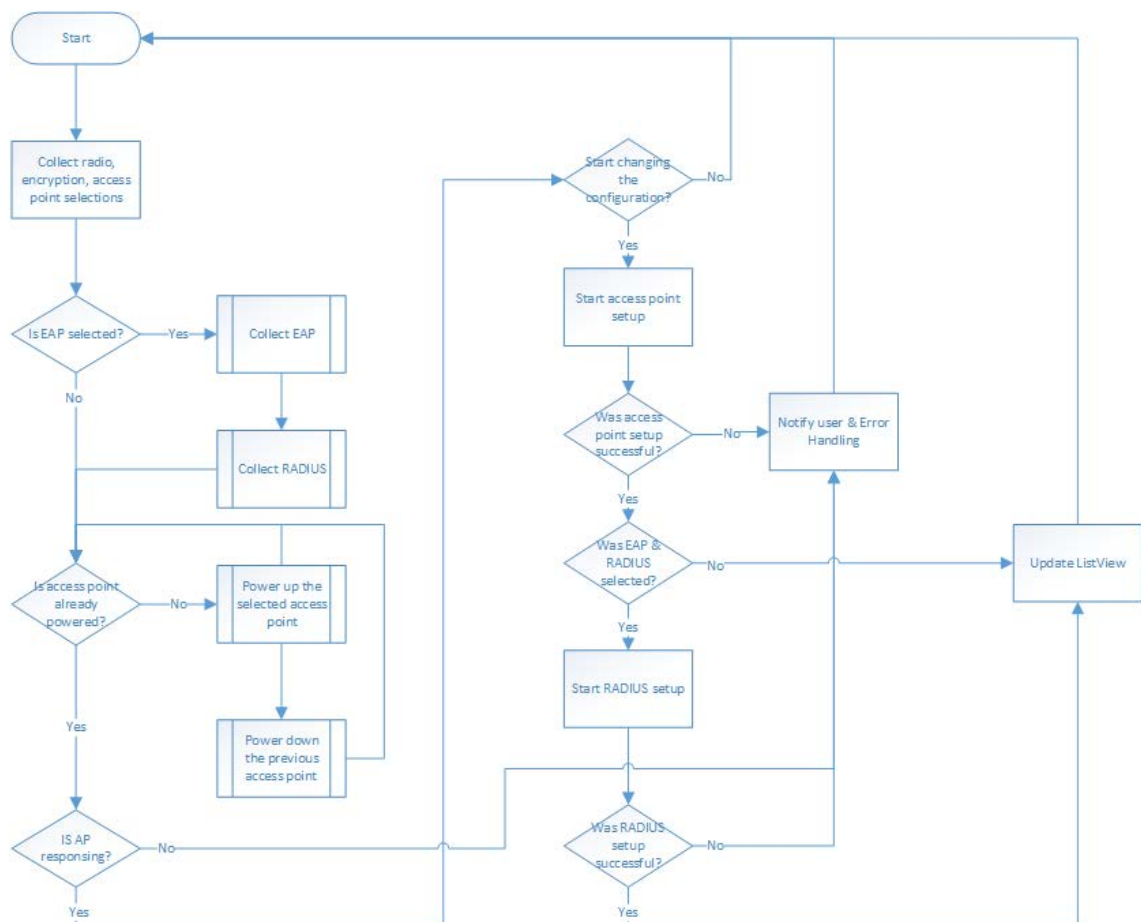 Start
Collect radio,
encryption, access
point selections
Is EAP selected?
Yes
Collect EAP
No
Collect RADIUS
Is access point
already
powered?
No
Power up the
selected access
point
Yes
Power down
the previous
access point
IS AP
responsing?
No
Yes
Start changing
the
configuration?
No
Yes
Start access point
setup
Was access
point setup
successful?
No
Notify user & Error
Handling
Yes
Was EAP &
RADIUS
selected?
No
Update ListView
Yes
Start RADIUS setup
Was RADIUS
setup
successful?
No
Yes